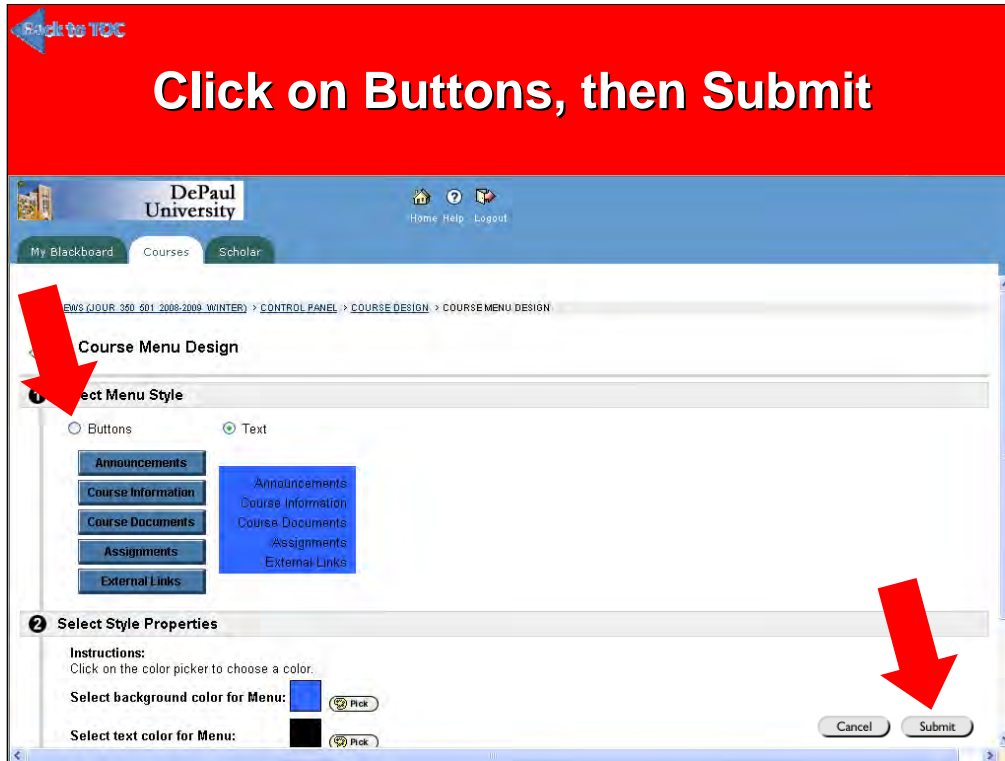 Back to TOC
Click on Buttons, then Submit
DePaul
University
Home Help Logout
My Blackboard Courses Scholar
EWS (JOUR 350 501 2008-2009 WINTER) > CONTROL PANEL > COURSE DESIGN > COURSE MENU DESIGN
Course Menu Design
1 ect Menu Style
Buttons Text
Announcements
Course Information
Course Documents
Assignments
External Links
Announcements
Course Information
Course Documents
Assignments
External Links
2 Select Style Properties
Instructions:
Click on the color picker to choose a color.
Select background color for Menu: Pick
Select text color for Menu: Pick
Cancel Submit